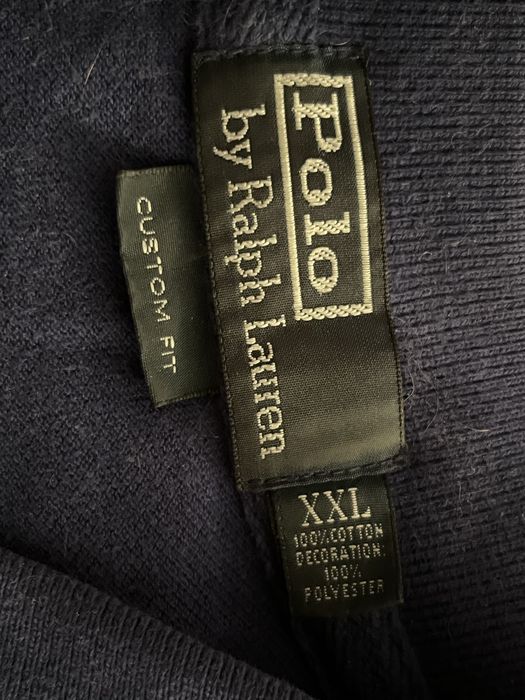 Polo
by Ralph Lauren
CUSTOM FIT
XXL
100%COTTON
DECORATION:
100%
POLYESTER